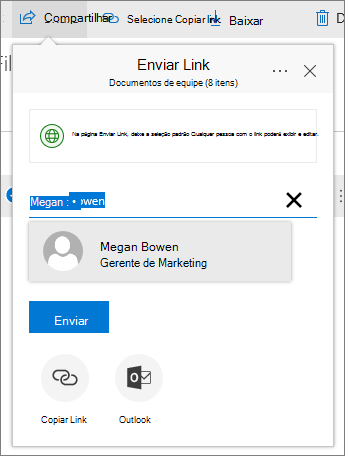 Compartilhar
Selecione Copiar link
Baixar
D
Fil
Enviar Link
Documentos de equipe (8 itens)
Na página Enviar Link, deixe a seleção padrão Qualquer pessoa com o link poderá exibir e editar.
Megan : • owen
Megan Bowen
Gerente de Marketing
Enviar
Copiar Link
Outlook